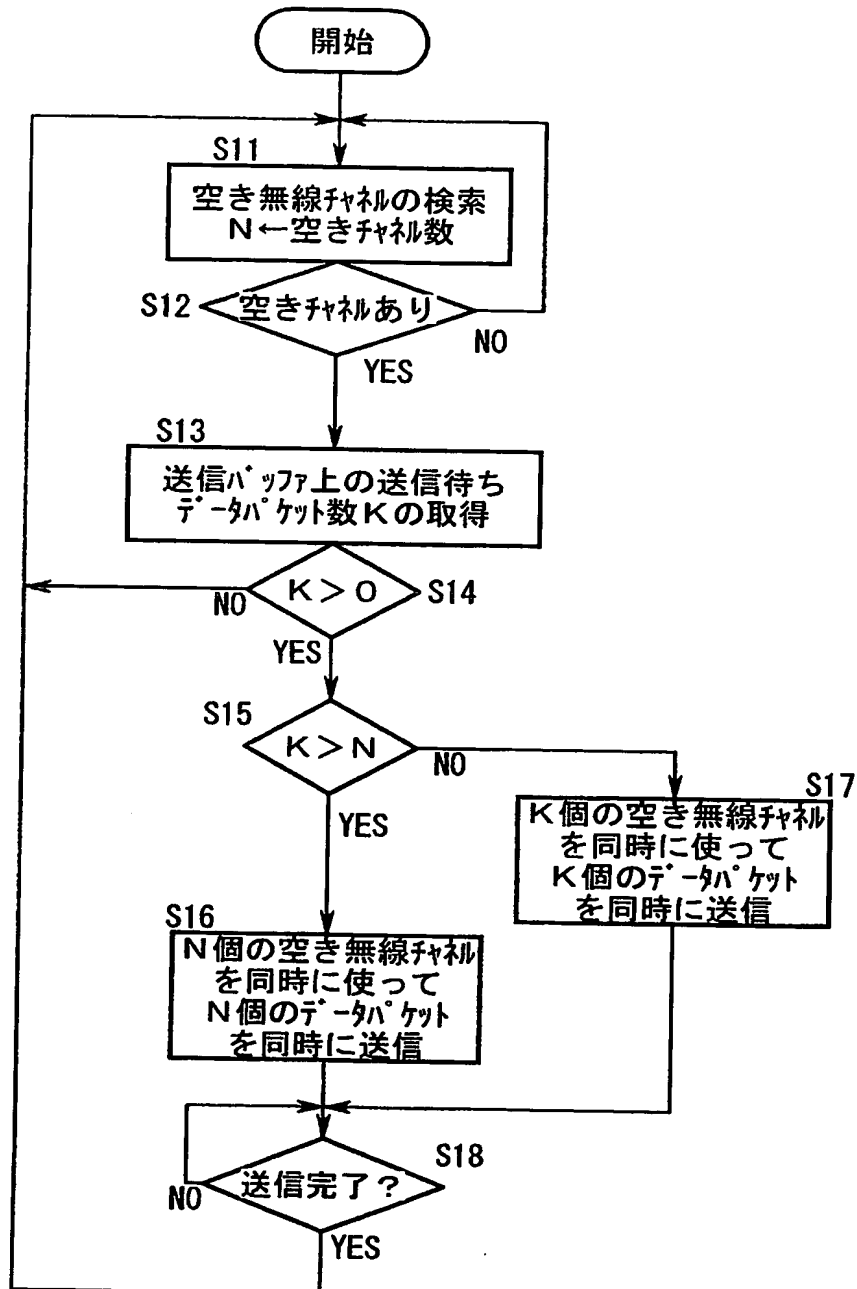 開始
S11
空き無線ﾁｬﾈﾙの検索
N←空きﾁｬﾈﾙ数
S12
空きﾁｬﾈﾙあり
NO
YES
S13
送信ﾊﾞｯﾌｧ上の送信待ち
ﾃﾞｰﾀﾊﾟｹｯﾄ数Kの取得
K＞0
S14
NO
YES
S15
K＞N
NO
YES
S17
K個の空き無線ﾁｬﾈﾙ
を同時に使って
K個のﾃﾞｰﾀﾊﾟｹｯﾄ
を同時に送信
S16
N個の空き無線ﾁｬﾈﾙ
を同時に使って
N個のﾃﾞｰﾀﾊﾟｹｯﾄ
を同時に送信
S18
送信完了？
NO
YES